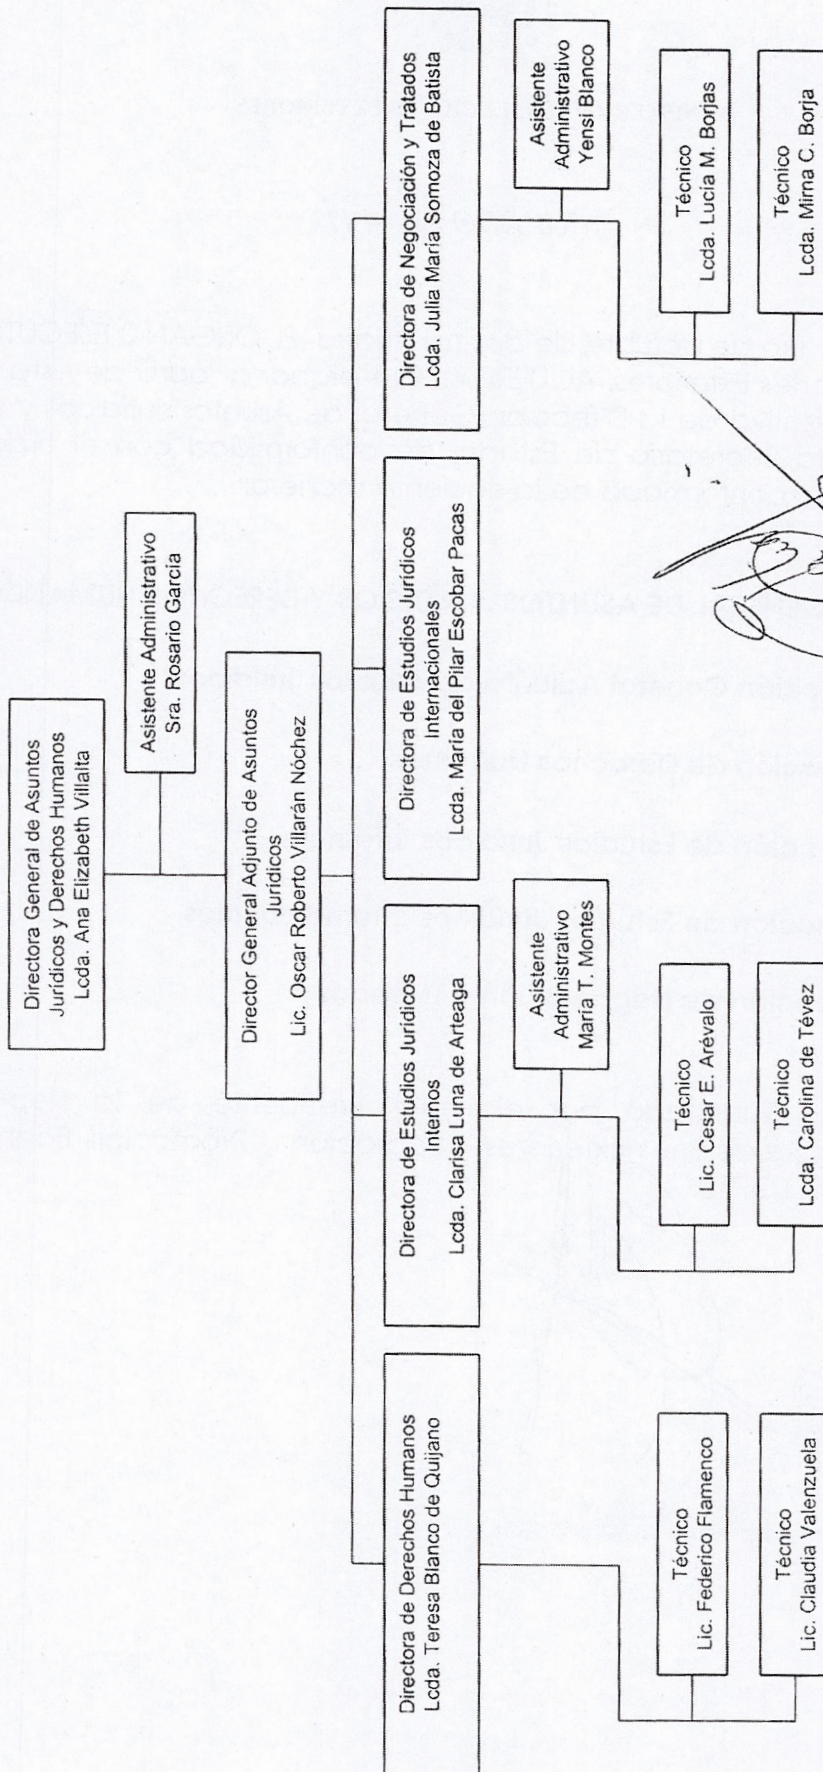 Directora General de Asuntos
Jurídicos y Derechos Humanos
Lcda. Ana Elizabeth Villalta
Asistente Administrativo
Sra. Rosario García
Director General Adjunto de Asuntos
Jurídicos
Lic. Oscar Roberto Villarán Nóchez
Directora de Derechos Humanos
Lcda. Teresa Blanco de Quijano
Técnico
Lic. Federico Flamenco
Técnico
Lic. Claudia Valenzuela
Directora de Estudios Jurídicos
Internos
Lcda. Clarisa Luna de Arteaga
Asistente
Administrativo
María T. Montes
Técnico
Lic. Cesar E. Arévalo
Técnico
Lcda. Carolina de Tévez
Directora de Estudios Jurídicos
Internacionales
Lcda. María del Pilar Escobar Pacas
Directora de Negociación y Tratados
Lcda. Julia María Somoza de Batista
Asistente
Administrativo
Yensi Blanco
Técnico
Lcda. Lucía M. Borjas
Técnico
Lcda. Mirna C. Borja